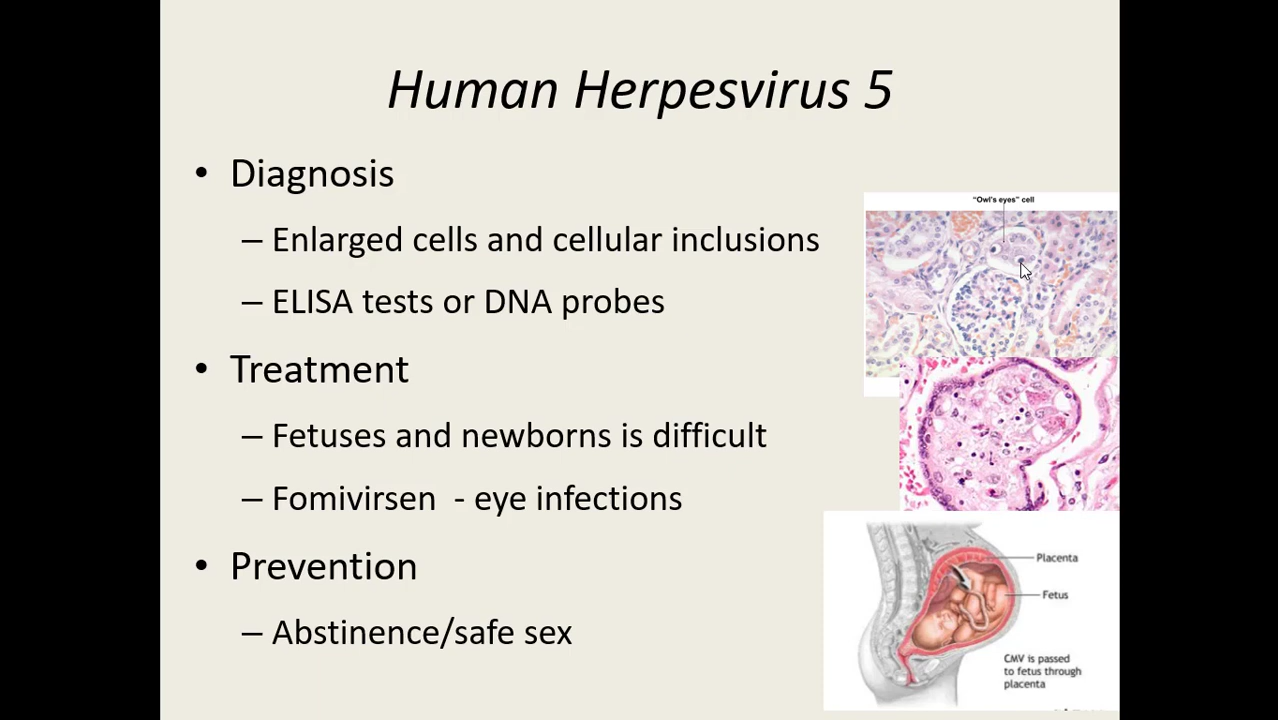 Human Herpesvirus 5
• Diagnosis
– Enlarged cells and cellular inclusions
– ELISA tests or DNA probes
• Treatment
– Fetuses and newborns is difficult
– Fomivirsen - eye infections
• Prevention
– Abstinence/safe sex
"Owl's eyes" cell
Placenta
Fetus
CMV is passed
to fetus through
placenta